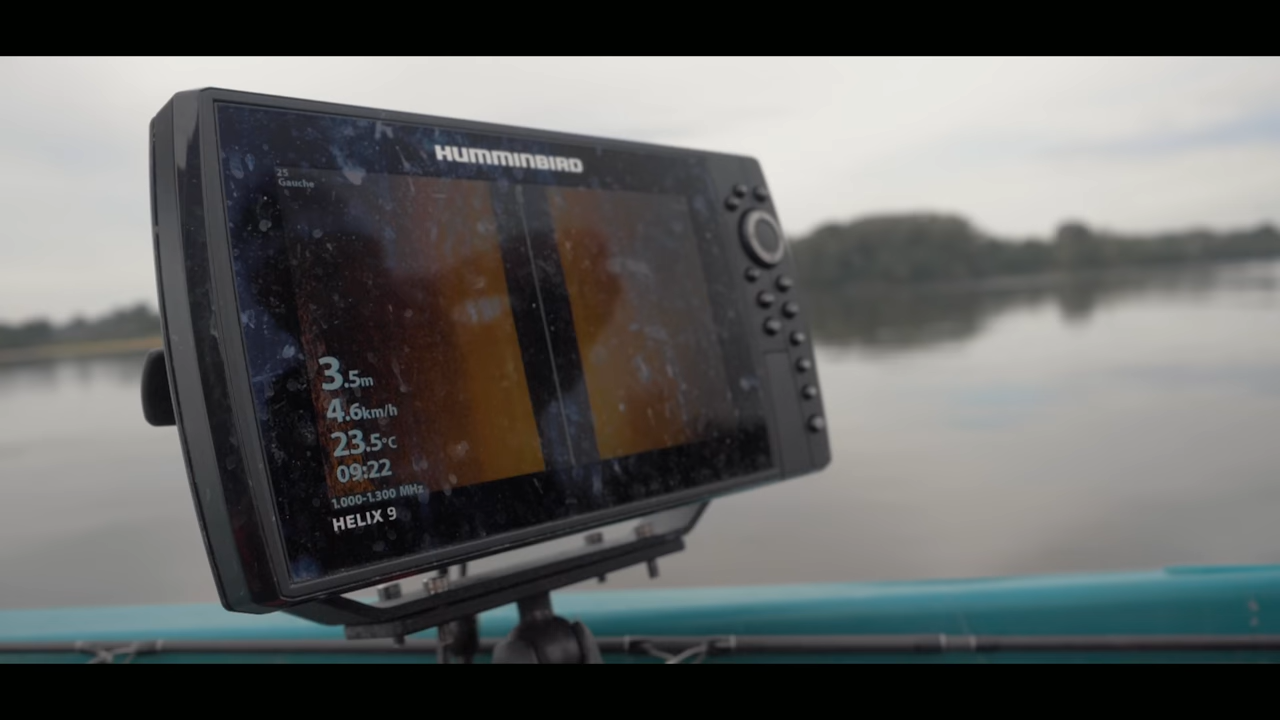 HUMMINBIRD
25
Gauche
3.5m
4.6km/h
23.5°C
09:22
1.000-1.300 MHz
HELIX 9